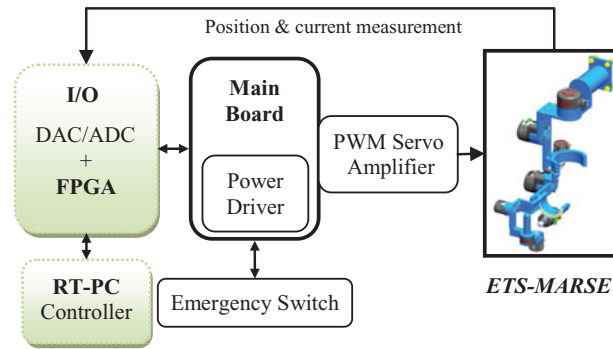 Position & current measurement
I/O
DAC/ADC
+
FPGA
Main
Board
Power
Driver
PWM Servo
Amplifier
RT-PC
Controller
Emergency Switch
ETS-MARSE